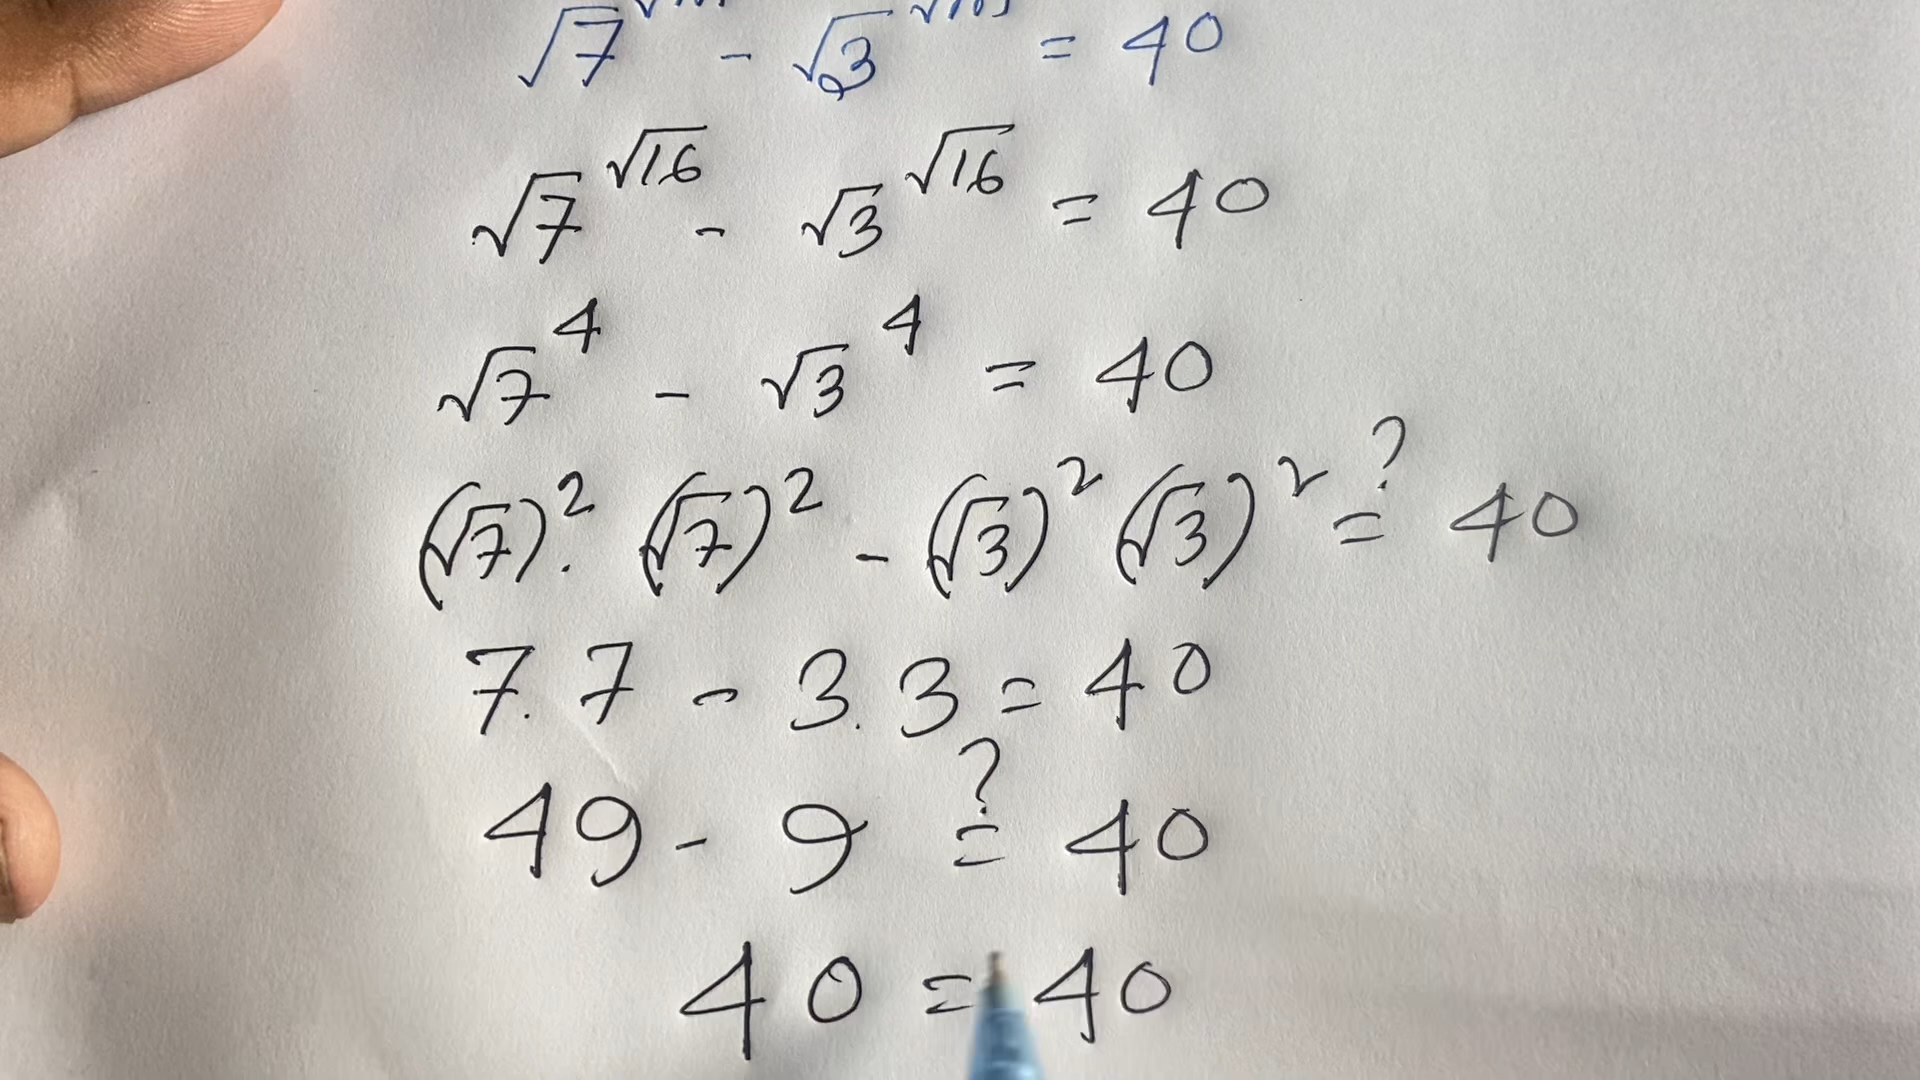 √7 - √3 = 40
√7^√16 - √3^√16 = 40
√7^4 - √3^4 = 40
(√7)^2 . (√7)^2 - (√3)^2 (√3)^2 =? 40
7.7 - 3.3 = 40
49 - 9 =? 40
40 = 40